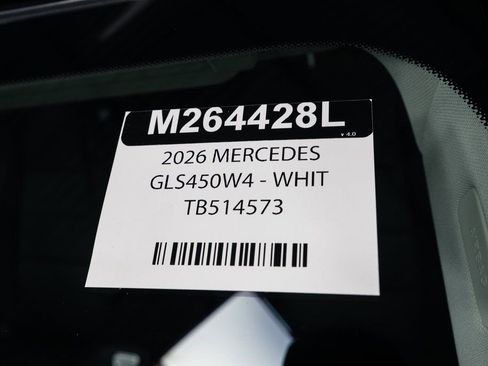 M264428L
v 4.0
2026 MERCEDES
GLS450W4 - WHIT
TB514573